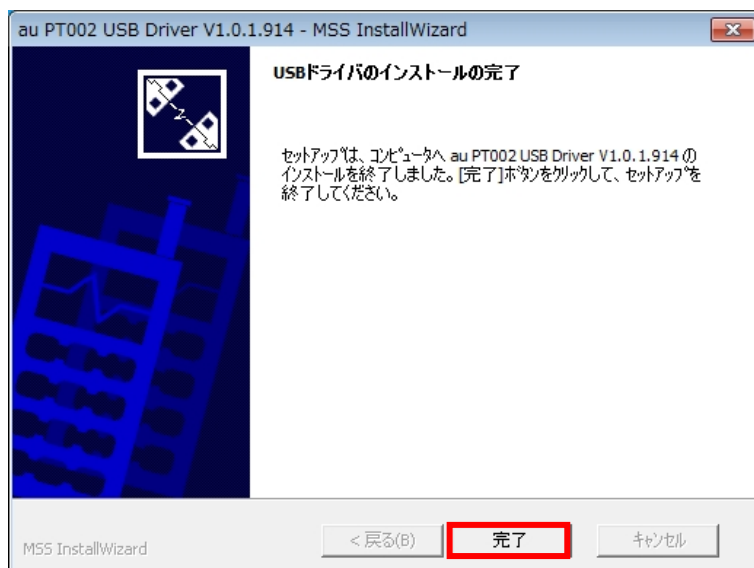 au PT002 USB Driver V1.0.1.914 - MSS InstallWizard
USBドライバのインストールの完了
セットアップは、コンピュータへ au PT002 USB Driver V1.0.1.914 の
インストールを終了しました。[完了]ボタンをクリックして、セットアップを
終了してください。
MSS InstallWizard
< 戻る(B)
完了
キャンセル